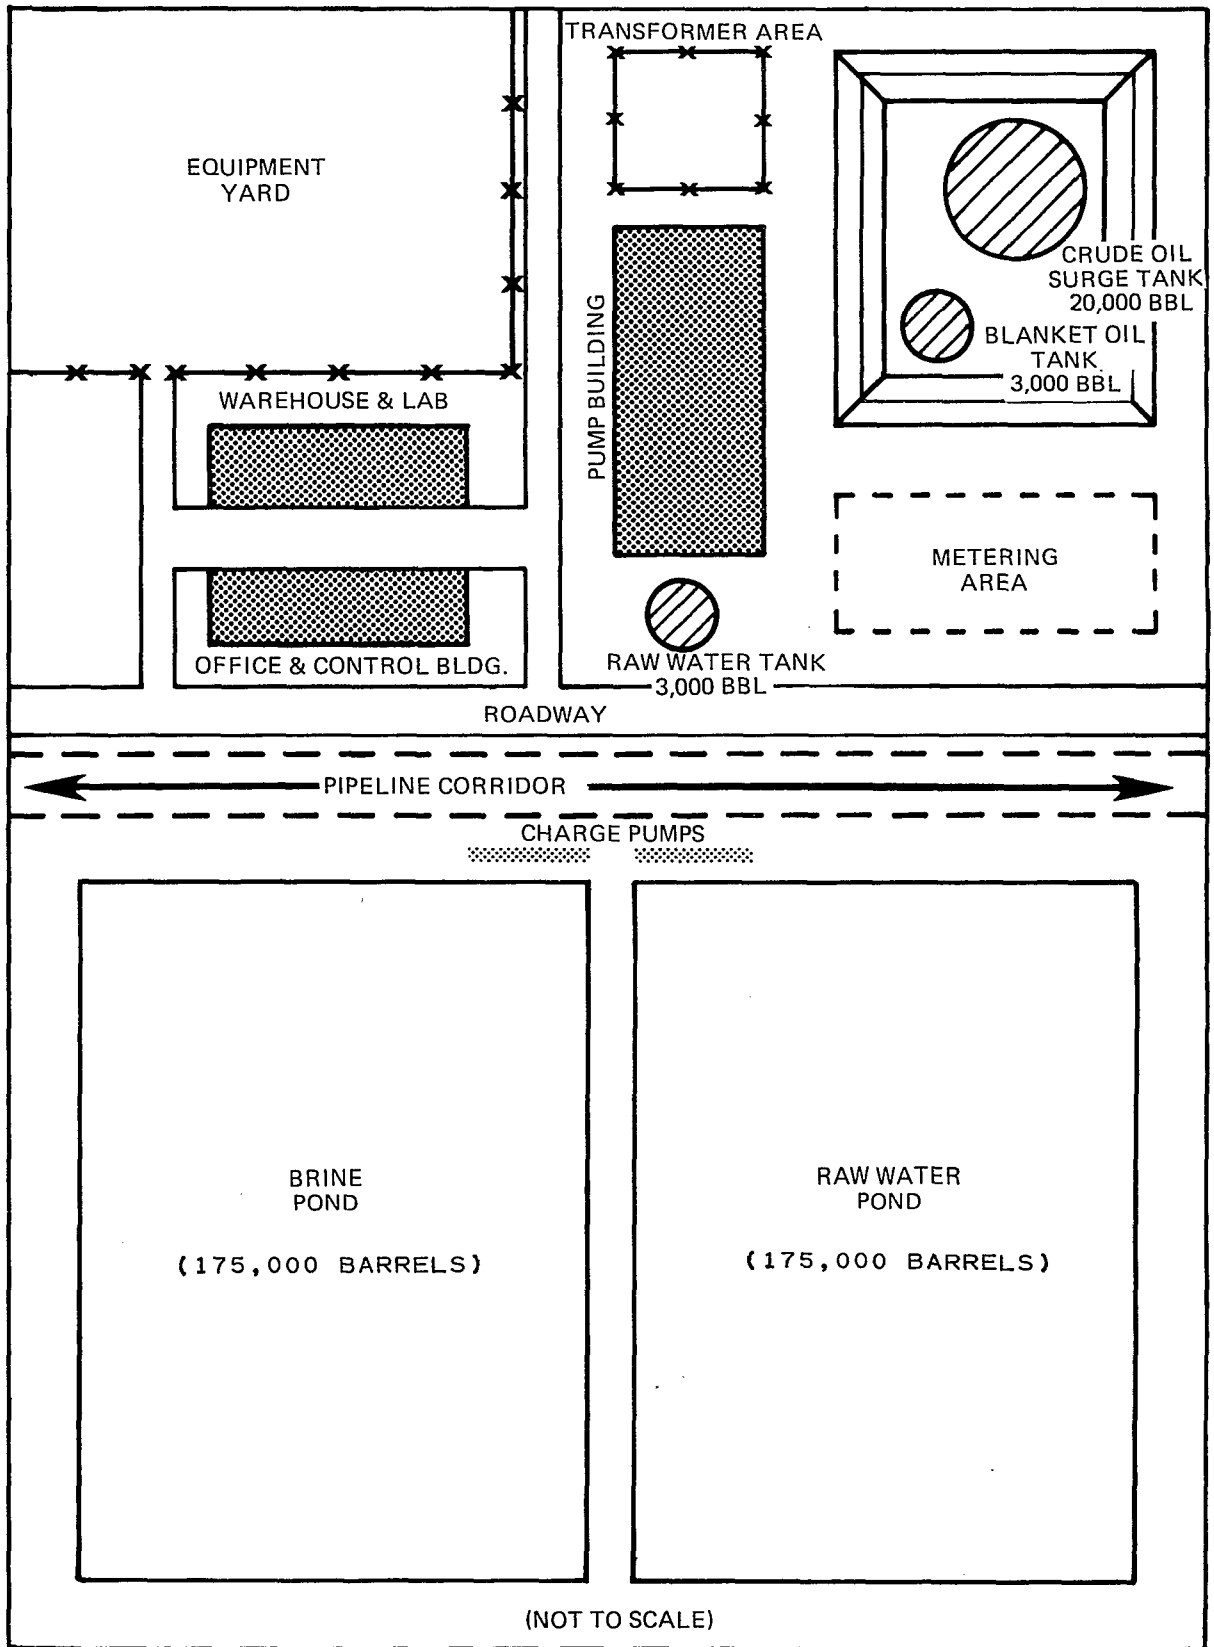 TRANSFORMER AREA
EQUIPMENT
YARD
CRUDE OIL
SURGE TANK
20,000 BBL
BLANKET OIL
TANK
3,000 BBL
PUMP BUILDING
WAREHOUSE & LAB
METERING
AREA
OFFICE & CONTROL BLDG.
RAW WATER TANK
3,000 BBL
ROADWAY
PIPELINE CORRIDOR
CHARGE PUMPS
BRINE
POND
(175,000 BARRELS)
RAW WATER
POND
(175,000 BARRELS)
(NOT TO SCALE)